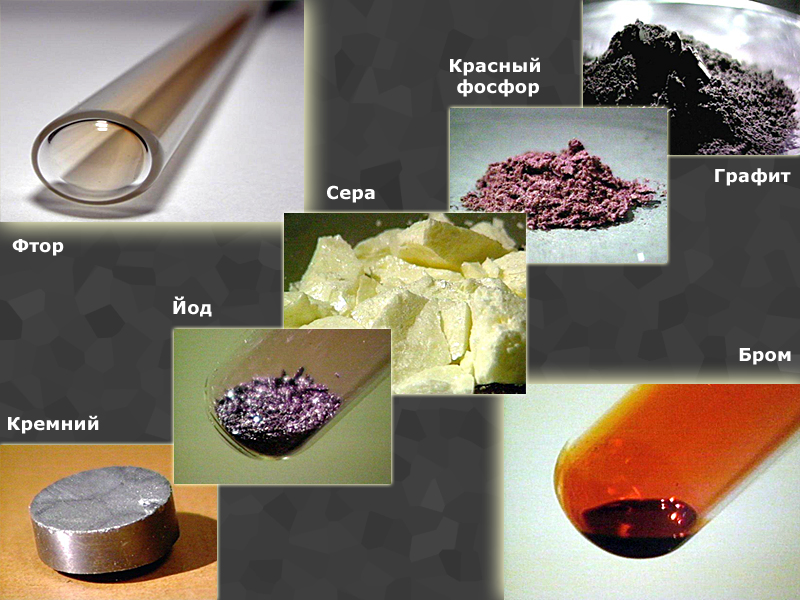 Красный
фосфор
Графит
Сера
Фтор
Йод
Бром
Кремний